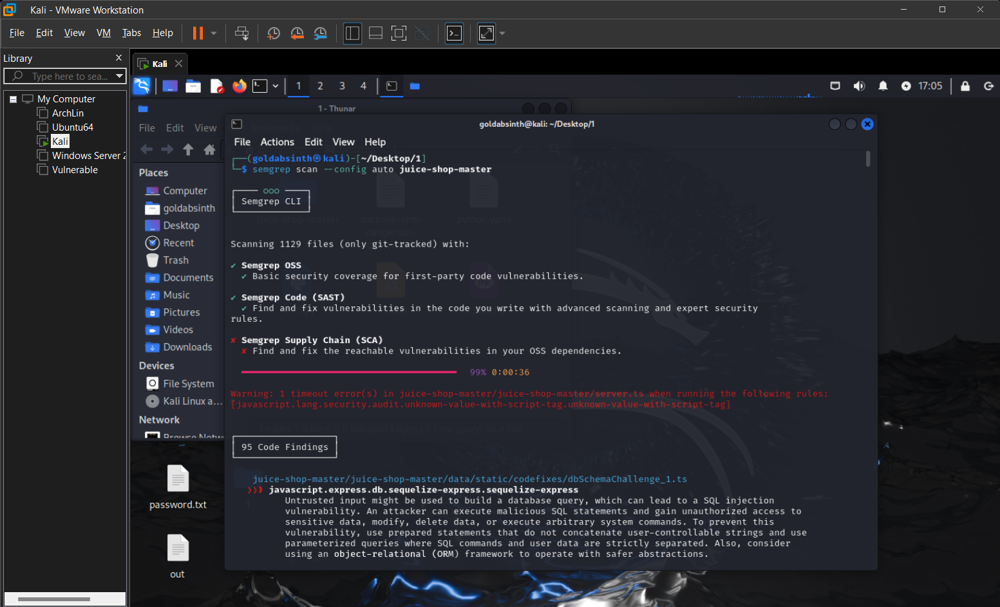 Kali - VMware Workstation
File Edit View VM Tabs Help
Library
Type here to sea...
My Computer
ArchLin
Ubuntu64
Kali
Windows Server 2
Vulnerable
Kali
1 2 3 4
17:05
1 - Thunar
File Edit View
Places
Computer
goldabsinth
Desktop
Recent
Trash
Documents
Music
Pictures
Videos
Downloads
Devices
File System
Kali Linux a...
Network
Browse Netw
password.txt
out
goldabsinth@kali: ~/Desktop/1
File Actions Edit View Help
┌──(goldabsinth㉿kali)-[~/Desktop/1]
└─$ semgrep scan --config auto juice-shop-master
ooo
Semgrep CLI
juice-shop-master
doctrine-orm-
dangerous-
python.yaml
Scanning 1129 files (only git-tracked) with:
✔ Semgrep OSS
✔ Basic security coverage for first-party code vulnerabilities.
✔ Semgrep Code (SAST)
✔ Find and fix vulnerabilities in the code you write with advanced scanning and expert security
rules.
✘ Semgrep Supply Chain (SCA)
✘ Find and fix the reachable vulnerabilities in your OSS dependencies.
99% 0:00:36
Warning: 1 timeout error(s) in juice-shop-master/juice-shop-master/server.ts when running the following rules:
[javascript.lang.security.audit.unknown-value-with-script-tag.unknown-value-with-script-tag]
95 Code Findings
juice-shop-master/juice-shop-master/data/static/codefixes/dbSchemaChallenge_1.ts
❯❯❱ javascript.express.db.sequelize-express.sequelize-express
Untrusted input might be used to build a database query, which can lead to a SQL injection
vulnerability. An attacker can execute malicious SQL statements and gain unauthorized access to
sensitive data, modify, delete data, or execute arbitrary system commands. To prevent this
vulnerability, use prepared statements that do not concatenate user-controllable strings and use
parameterized queries where SQL commands and user data are strictly separated. Also, consider
using an object-relational (ORM) framework to operate with safer abstractions.